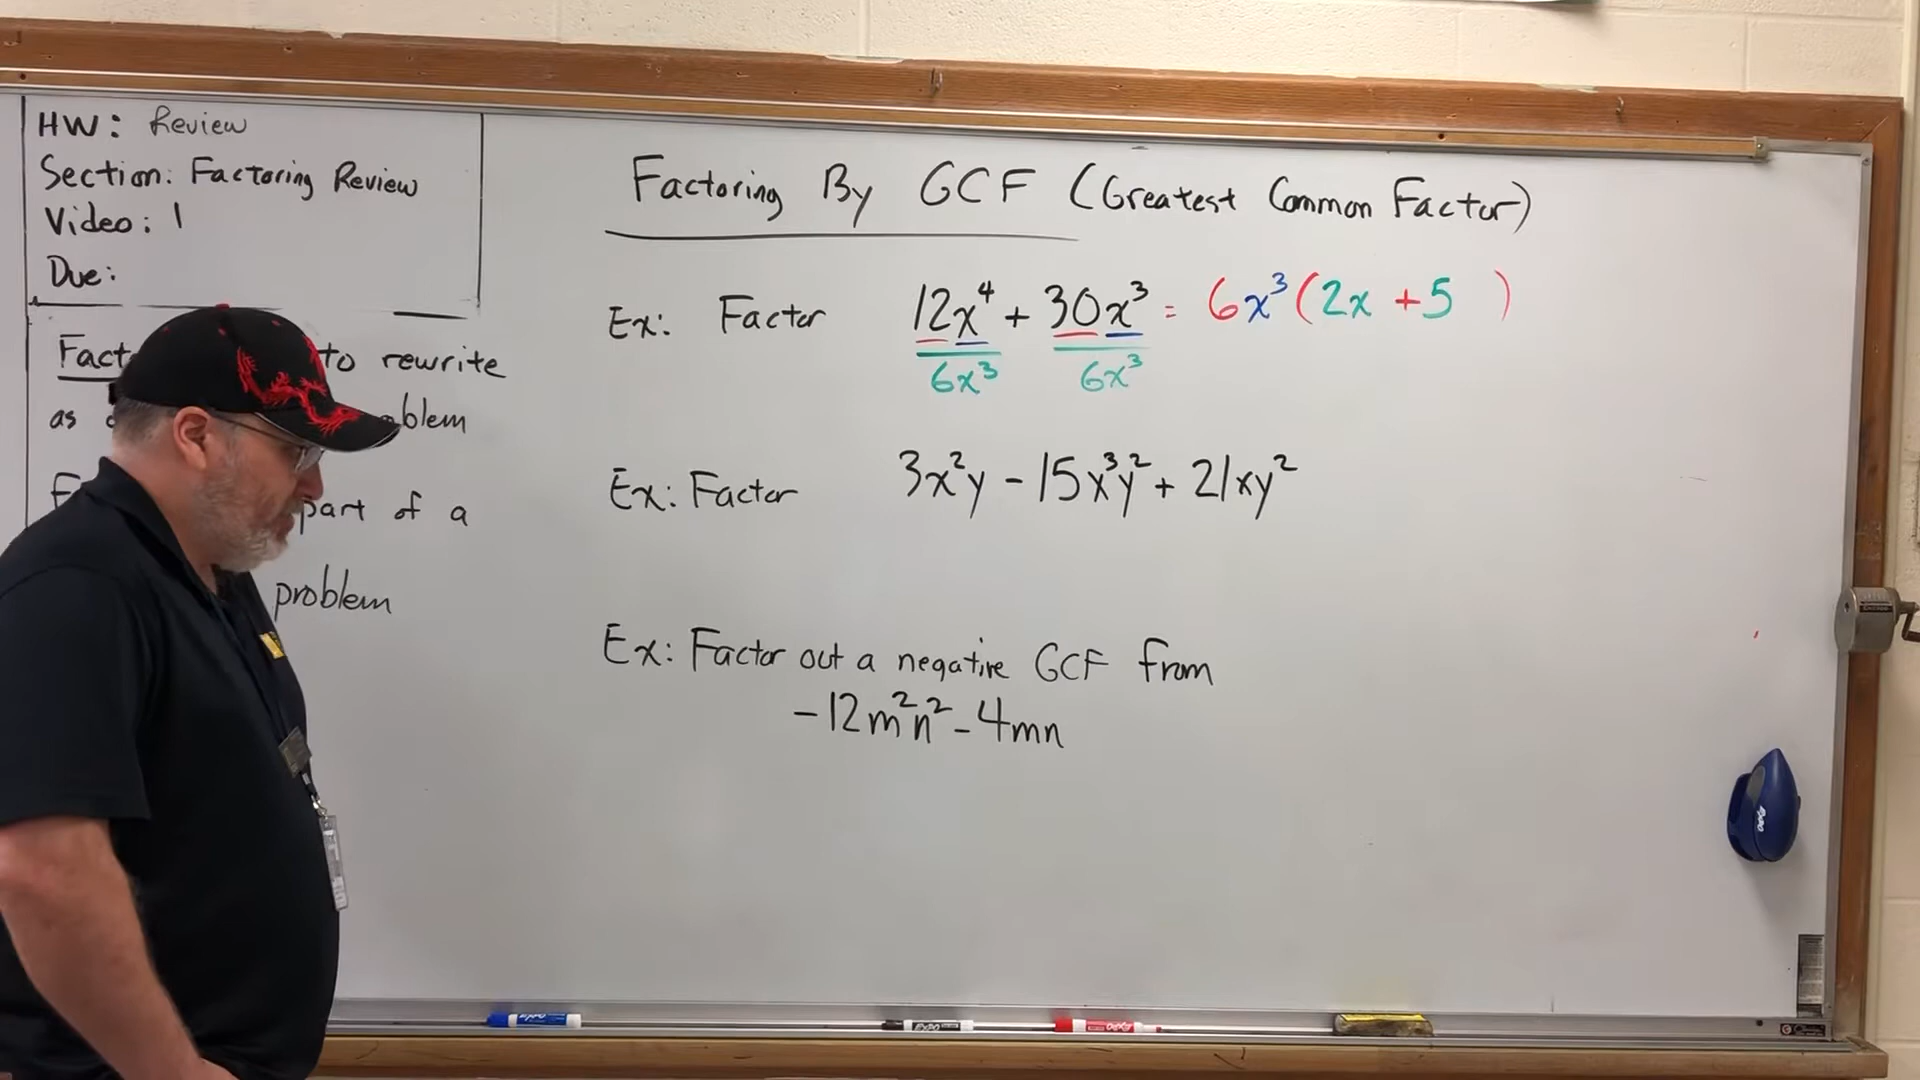 HW: Review
Section: Factoring Review
Video: 1
Due:
to rewrite
as
part of a
problem
Factoring By GCF (Greatest Common Factor)
Ex: Factor 12x⁴ + 30x³ = 6x³(2x + 5 )
6x³ 6x³
Ex: Factor 3x²y - 15x³y² + 21xy²
Ex: Factor out a negative GCF from
-12m²n² - 4mn
EXPO